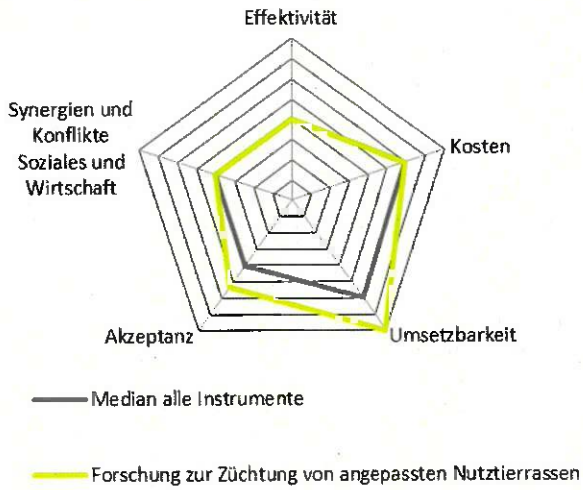 Effektivität
Synergien und
Konflikte
Soziales und
Wirtschaft
Kosten
Akzeptanz
Umsetzbarkeit
Median alle Instrumente
Forschung zur Züchtung von angepassten Nutztierrassen